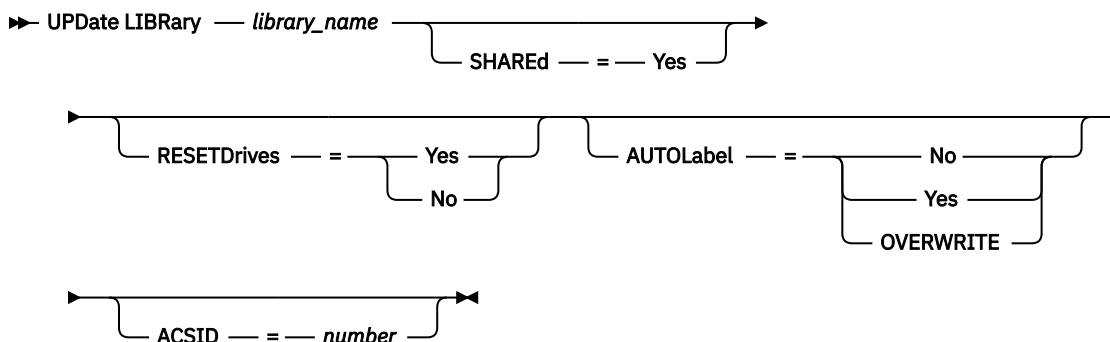 UPDate LIBRary library_name
SHAREd = Yes
RESETDrives = Yes
No
AUTOLabel = No
Yes
OVERWRITE
ACSID = number